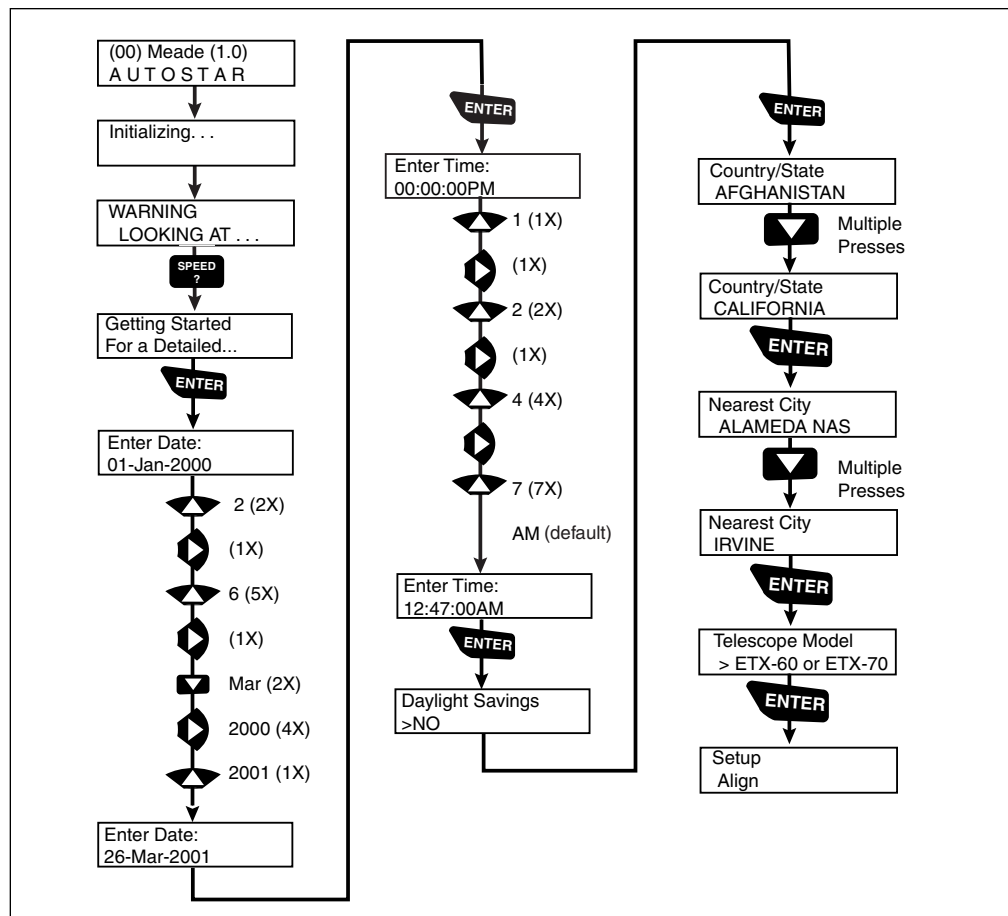 (00) Meade (1.0)
A U T O S T A R
Initializing. . .
WARNING
LOOKING AT . . .
SPEED
?
Getting Started
For a Detailed...
ENTER
Enter Date:
01-Jan-2000
2 (2X)
(1X)
6 (5X)
(1X)
Mar (2X)
2000 (4X)
2001 (1X)
Enter Date:
26-Mar-2001
ENTER
Enter Time:
00:00:00PM
1 (1X)
(1X)
2 (2X)
(1X)
4 (4X)
7 (7X)
AM (default)
Enter Time:
12:47:00AM
ENTER
Daylight Savings
>NO
ENTER
Country/State
AFGHANISTAN
Multiple
Presses
Country/State
CALIFORNIA
ENTER
Nearest City
ALAMEDA NAS
Multiple
Presses
Nearest City
IRVINE
ENTER
Telescope Model
> ETX-60 or ETX-70
ENTER
Setup
Align